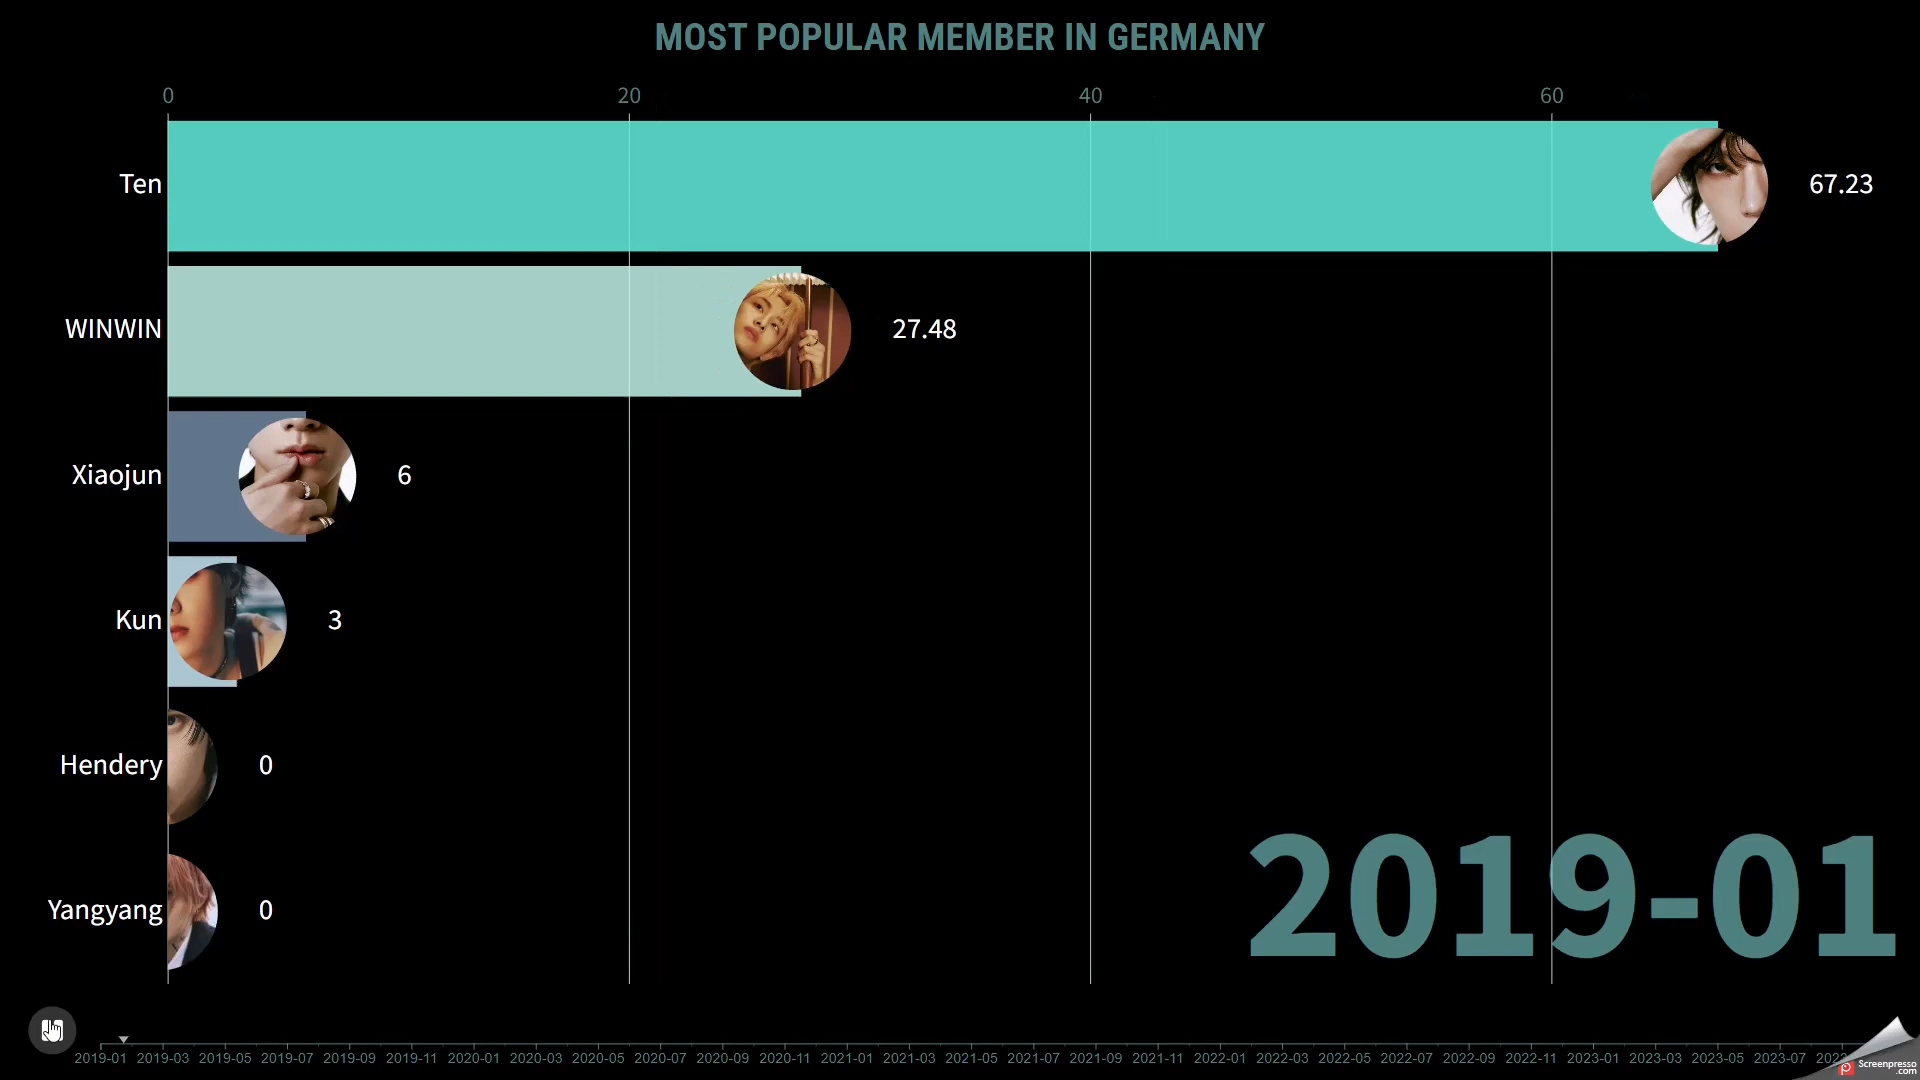 MOST POPULAR MEMBER IN GERMANY
0 20 40 60
Ten 67.23
WINWIN 27.48
Xiaojun 6
Kun 3
Hendery 0
Yangyang 0
2019-01
2019-01 2019-03 2019-05 2019-07 2019-09 2019-11 2020-01 2020-03 2020-05 2020-07 2020-09 2020-11 2021-01 2021-03 2021-05 2021-07 2021-09 2021-11 2022-01 2022-03 2022-05 2022-07 2022-09 2022-11 2023-01 2023-03 2023-05 2023-07
Screenpresso
.com